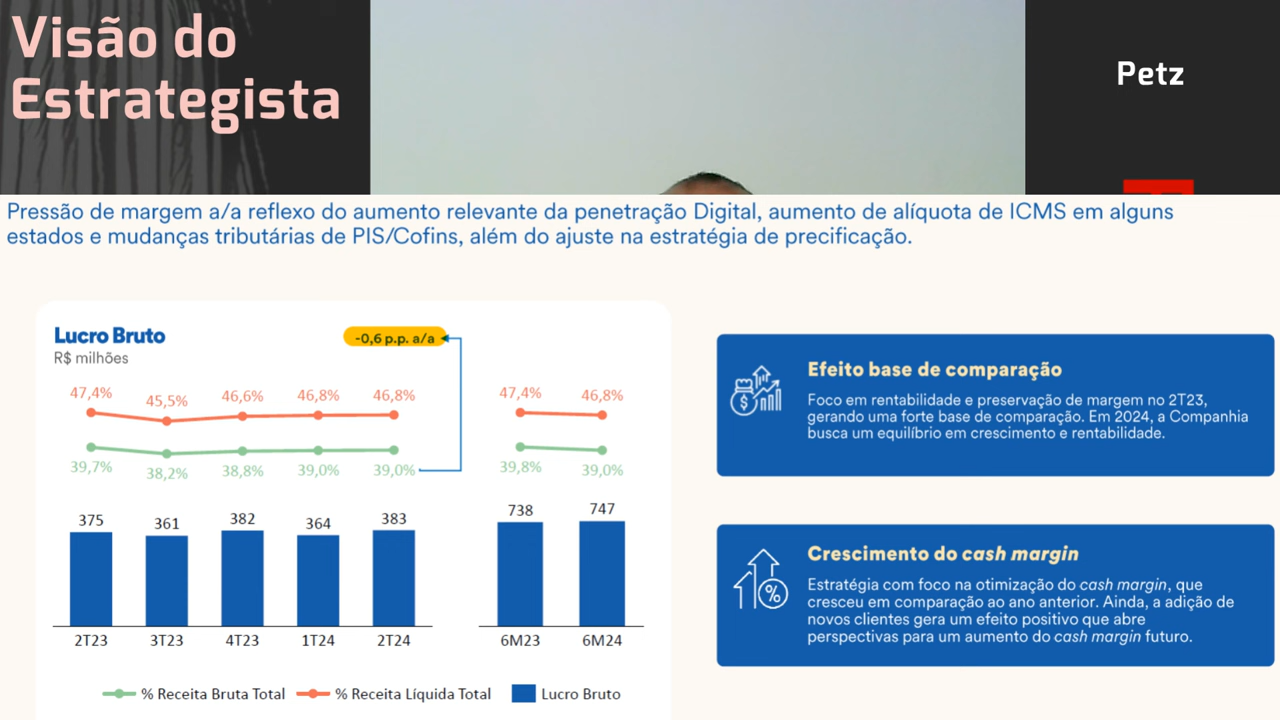 Visão do
Estrategista
Petz
Pressão de margem a/a reflexo do aumento relevante da penetração Digital, aumento de alíquota de ICMS em alguns
estados e mudanças tributárias de PIS/Cofins, além do ajuste na estratégia de precificação.
Lucro Bruto
R$ milhões
-0,6 p.p. a/a
47,4% 45,5% 46,6% 46,8% 46,8% 47,4% 46,8%
39,7% 38,2% 38,8% 39,0% 39,0% 39,8% 39,0%
375 361 382 364 383 738 747
2T23 3T23 4T23 1T24 2T24 6M23 6M24
% Receita Bruta Total % Receita Líquida Total Lucro Bruto
Efeito base de comparação
Foco em rentabilidade e preservação de margem no 2T23,
gerando uma forte base de comparação. Em 2024, a Companhia
busca um equilíbrio em crescimento e rentabilidade.
Crescimento do cash margin
Estratégia com foco na otimização do cash margin, que
cresceu em comparação ao ano anterior. Ainda, a adição de
novos clientes gera um efeito positivo que abre
perspectivas para um aumento do cash margin futuro.